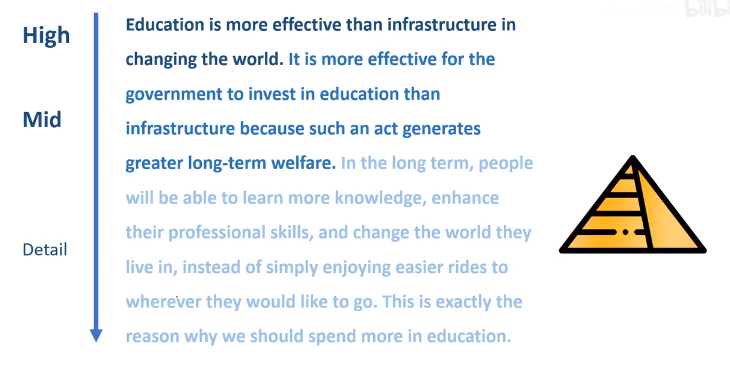 High
Mid
Detail
Education is more effective than infrastructure in
changing the world. It is more effective for the
government to invest in education than
infrastructure because such an act generates
greater long-term welfare. In the long term, people
will be able to learn more knowledge, enhance
their professional skills, and change the world they
live in, instead of simply enjoying easier rides to
wherever they would like to go. This is exactly the
reason why we should spend more in education.